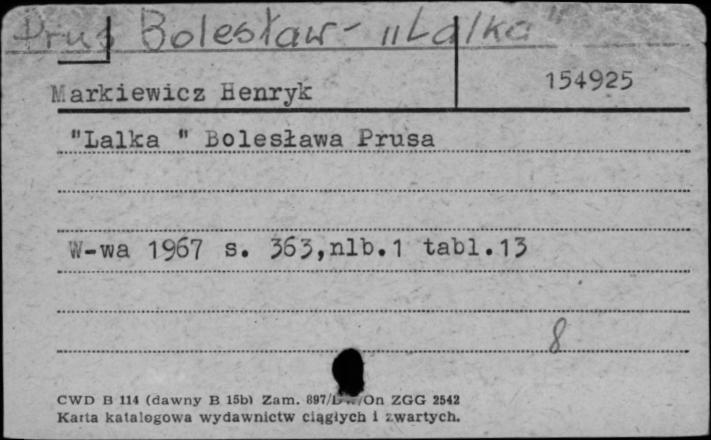 Prus Bolesław - „Lalka"
Markiewicz Henryk
154925
"Lalka " Bolesława Prusa
W-wa 1967 s. 363,nlb.1 tabl.13
8
CWD B 114 (dawny B 15b) Zam. 897/ /On ZGG 2542
Karta katalogowa wydawnictw ciągłych i zwartych.